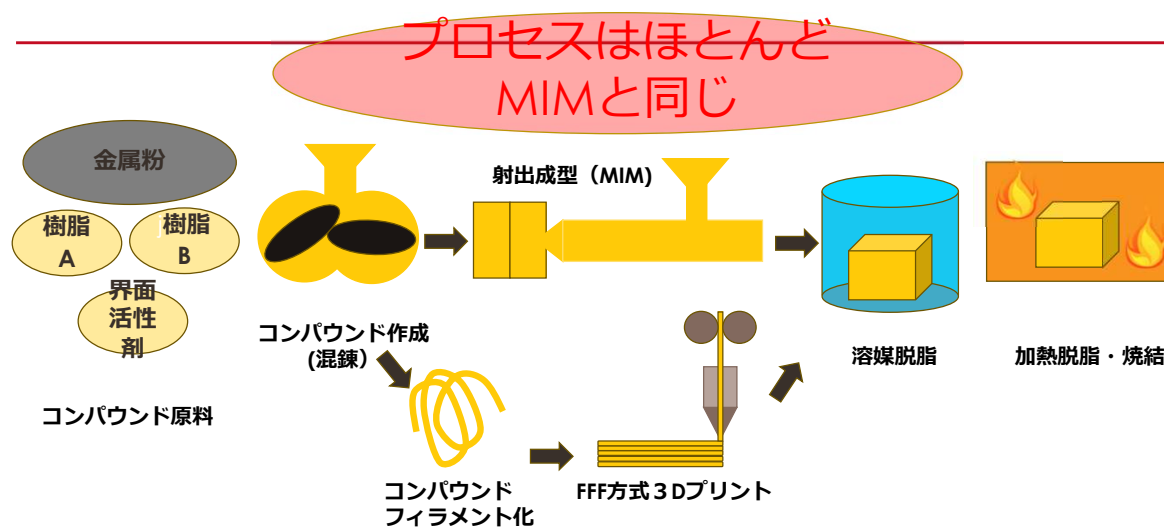 プロセスはほとんど
MIMと同じ
金属粉
樹脂
A
樹脂
B
界面
活性
剤
コンパウンド原料
コンパウンド作成
(混錬）
射出成型（MIM)
コンパウンド
フィラメント化
FFF方式３Dプリント
溶媒脱脂
加熱脱脂・焼結